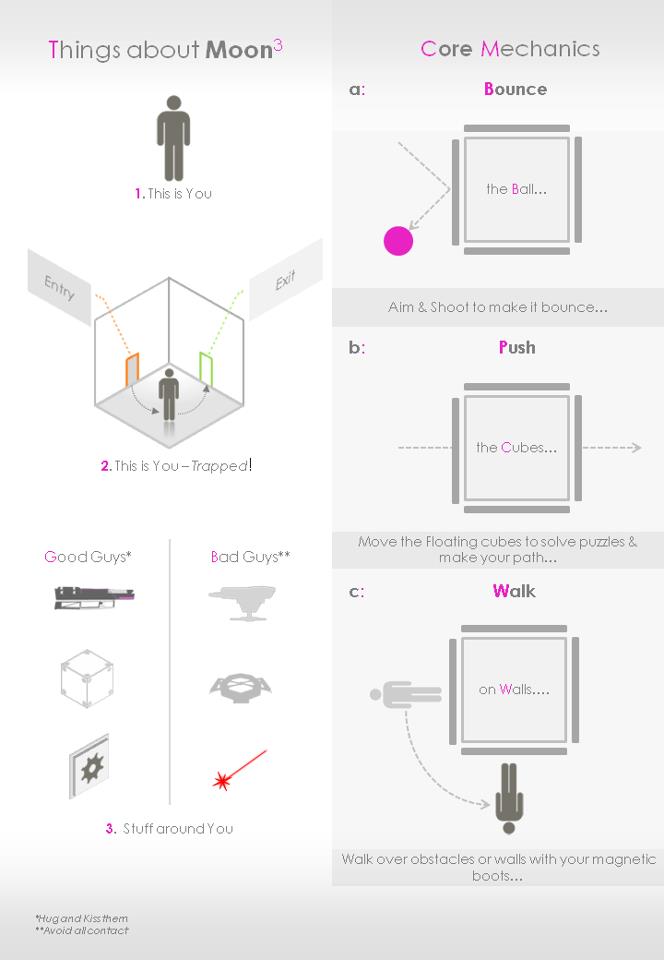 Things about Moon³
1. This is You
Entry
Exit
2. This is You – Trapped!
Good Guys*
Bad Guys**
3. Stuff around You
*Hug and Kiss them
**Avoid all contact
Core Mechanics
a:
Bounce
the Ball...
Aim & Shoot to make it bounce...
b:
Push
the Cubes...
Move the Floating cubes to solve puzzles &
make your path...
c:
Walk
on Walls....
Walk over obstacles or walls with your magnetic
boots...